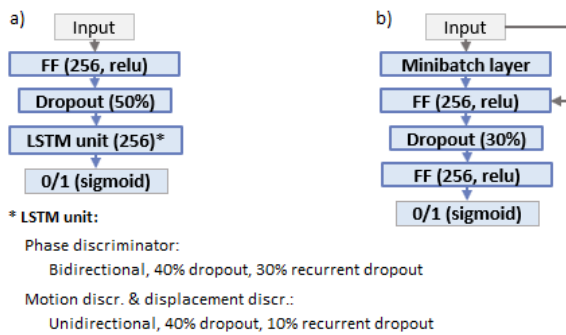 a)
Input
FF (256, relu)
Dropout (50%)
LSTM unit (256)*
0/1 (sigmoid)
b)
Input
Minibatch layer
FF (256, relu)
Dropout (30%)
FF (256, relu)
0/1 (sigmoid)
* LSTM unit:
Phase discriminator:
Bidirectional, 40% dropout, 30% recurrent dropout
Motion discr. & displacement discr.:
Unidirectional, 40% dropout, 10% recurrent dropout